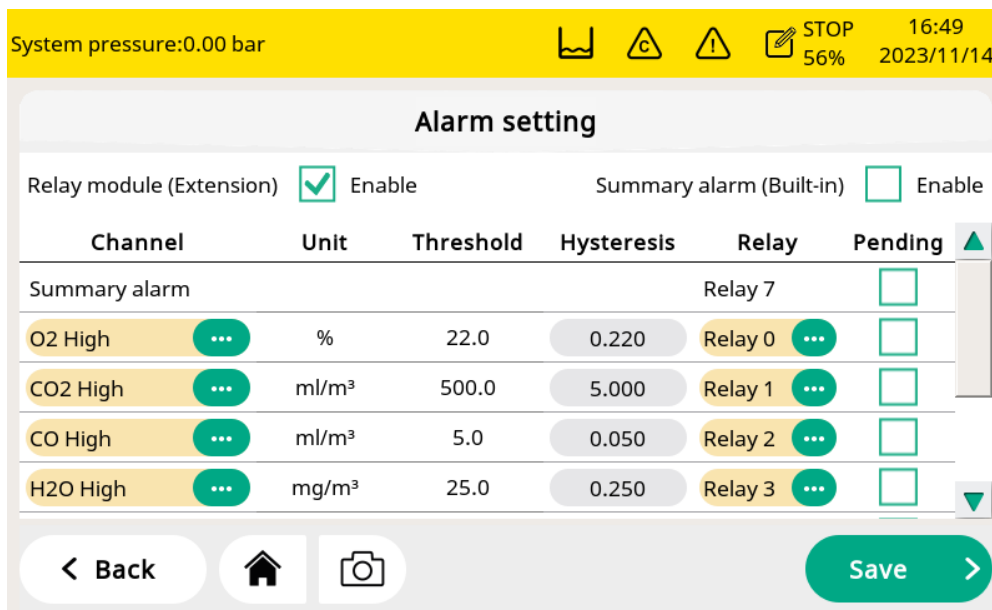 System pressure:0.00 bar
C
!
STOP
56%
16:49
2023/11/14
Alarm setting
Relay module (Extension) Enable Summary alarm (Built-in) Enable
Channel Unit Threshold Hysteresis Relay Pending
Summary alarm Relay 7
O2 High ... % 22.0 0.220 Relay 0 ...
CO2 High ... ml/m³ 500.0 5.000 Relay 1 ...
CO High ... ml/m³ 5.0 0.050 Relay 2 ...
H2O High ... mg/m³ 25.0 0.250 Relay 3 ...
Back Save